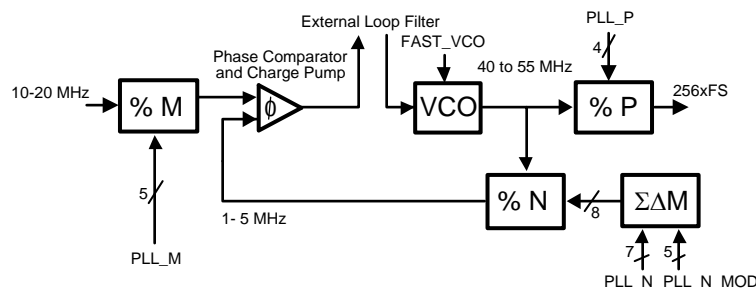 External Loop Filter
PLL_P
FAST_VCO
4
Phase Comparator
and Charge Pump
40 to 55 MHz
10-20 MHz
256xFS
% M
ϕ
VCO
% P
5
% N
8
ΣΔM
1- 5 MHz
7
5
PLL_M
PLL_N
PLL_N_MOD